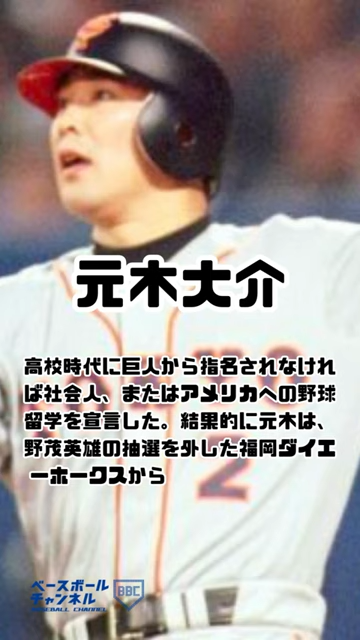 元木大介
高校時代に巨人から指名されなけれ
ば社会人、またはアメリカへの野球
留学を宣言した。結果的に元木は、
野茂英雄の抽選を外した福岡ダイエ
ーホークスから
2
ベースボール
チャンネル
BASEBALL CHANNEL
BBC